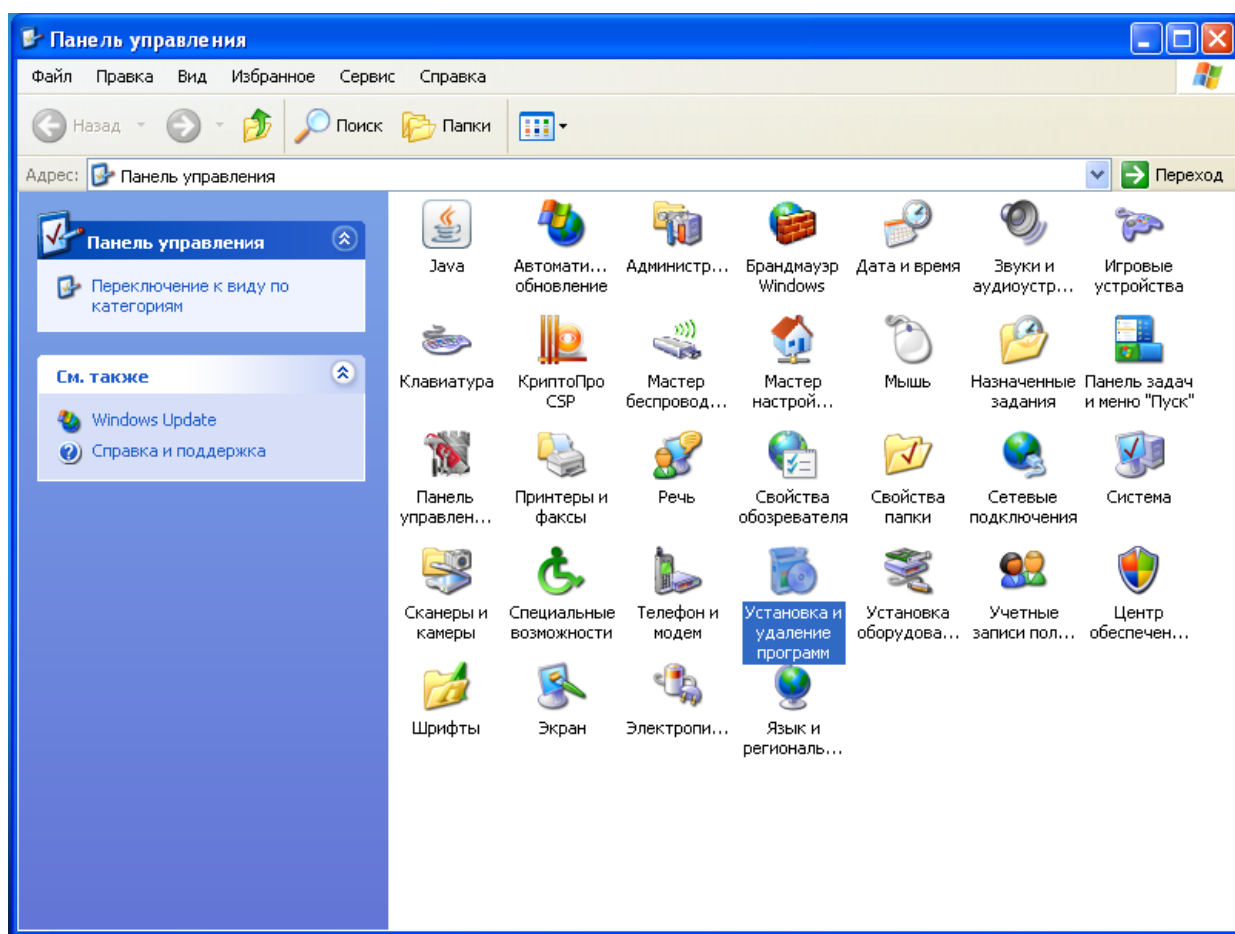 Панель управления
Файл Правка Вид Избранное Сервис Справка
Назад Поиск Папки
Адрес: Панель управления Переход
Панель управления
Переключение к виду по
категориям
См. также
Windows Update
Справка и поддержка
Java
Автомати...
обновление
Администр...
Брандмауэр
Windows
Дата и время
Звуки и
аудиоустр...
Игровые
устройства
Клавиатура
КриптоПро
CSP
Мастер
беспровод...
Мастер
настрой...
Мышь
Назначенные
задания
Панель задач
и меню "Пуск"
Панель
управлен...
Принтеры и
факсы
Речь
Свойства
обозревателя
Свойства
папки
Сетевые
подключения
Система
Сканеры и
камеры
Специальные
возможности
Телефон и
модем
Установка и
удаление
программ
Установка
оборудова...
Учетные
записи пол...
Центр
обеспечен...
Шрифты
Экран
Электропи...
Язык и
региональ...